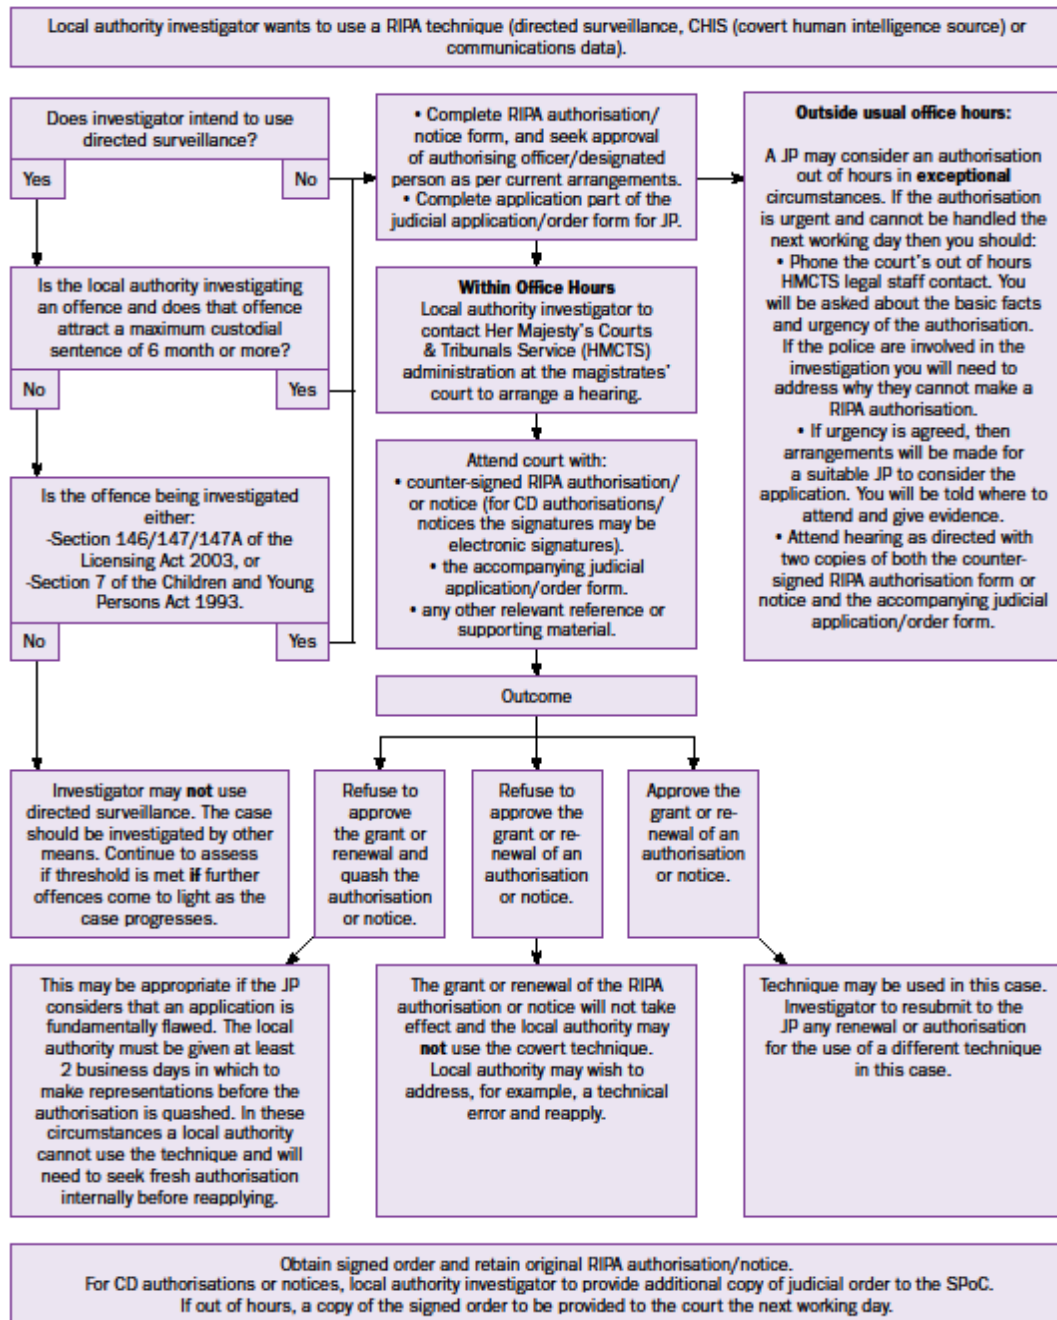 Local authority investigator wants to use a RIPA technique (directed surveillance, CHIS (covert human intelligence source) or
communications data).
Does investigator intend to use
directed surveillance?
Yes
No
Is the local authority investigating
an offence and does that offence
attract a maximum custodial
sentence of 6 month or more?
No
Yes
Is the offence being investigated
either:
-Section 146/147/147A of the
Licensing Act 2003, or
-Section 7 of the Children and Young
Persons Act 1993.
No
Yes
Investigator may not use
directed surveillance. The case
should be investigated by other
means. Continue to assess
if threshold is met if further
offences come to light as the
case progresses.
• Complete RIPA authorisation/
notice form, and seek approval
of authorising officer/designated
person as per current arrangements.
• Complete application part of the
judicial application/order form for JP.
Within Office Hours
Local authority investigator to
contact Her Majesty's Courts
& Tribunals Service (HMCTS)
administration at the magistrates'
court to arrange a hearing.
Attend court with:
• counter-signed RIPA authorisation/
or notice (for CD authorisations/
notices the signatures may be
electronic signatures).
• the accompanying judicial
application/order form.
• any other relevant reference or
supporting material.
Outside usual office hours:
A JP may consider an authorisation
out of hours in exceptional
circumstances. If the authorisation
is urgent and cannot be handled the
next working day then you should:
• Phone the court's out of hours
HMCTS legal staff contact. You
will be asked about the basic facts
and urgency of the authorisation.
If the police are involved in the
investigation you will need to
address why they cannot make a
RIPA authorisation.
• If urgency is agreed, then
arrangements will be made for
a suitable JP to consider the
application. You will be told where to
attend and give evidence.
• Attend hearing as directed with
two copies of both the counter-
signed RIPA authorisation form or
notice and the accompanying judicial
application/order form.
Outcome
Refuse to
approve
the grant or
renewal and
quash the
authorisation
or notice.
Refuse to
approve the
grant or re-
newal of an
authorisation
or notice.
Approve the
grant or re-
newal of an
authorisation
or notice.
This may be appropriate if the JP
considers that an application is
fundamentally flawed. The local
authority must be given at least
2 business days in which to
make representations before the
authorisation is quashed. In these
circumstances a local authority
cannot use the technique and will
need to seek fresh authorisation
internally before reapplying.
The grant or renewal of the RIPA
authorisation or notice will not take
effect and the local authority may
not use the covert technique.
Local authority may wish to
address, for example, a technical
error and reapply.
Technique may be used in this case.
Investigator to resubmit to the
JP any renewal or authorisation
for the use of a different technique
in this case.
Obtain signed order and retain original RIPA authorisation/notice.
For CD authorisations or notices, local authority investigator to provide additional copy of judicial order to the SPoC.
If out of hours, a copy of the signed order to be provided to the court the next working day.